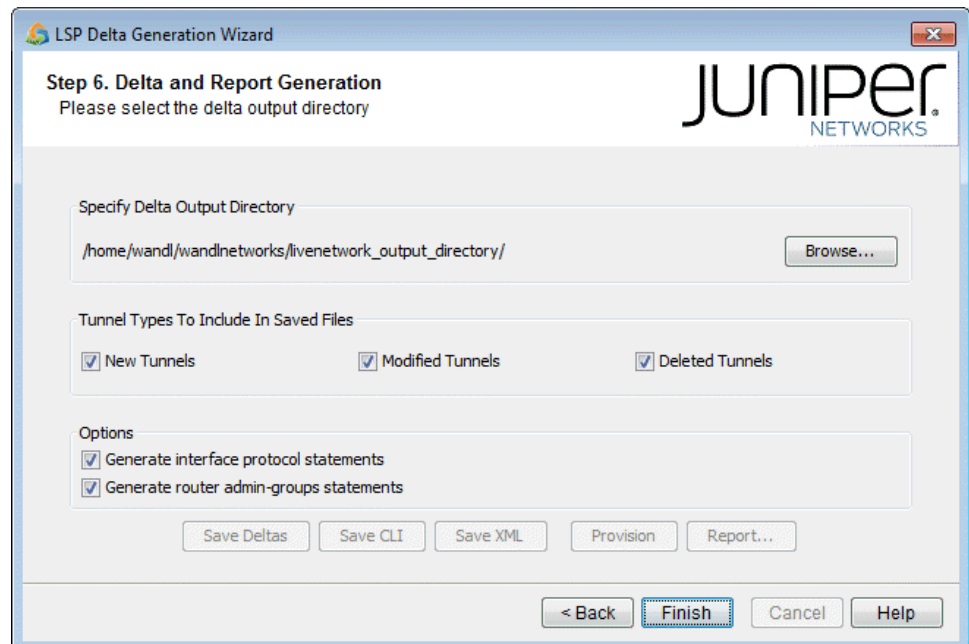 LSP Delta Generation Wizard
Step 6. Delta and Report Generation
Please select the delta output directory
JUNIPER
NETWORKS
Specify Delta Output Directory
/home/wandl/wandlnetworks/livenetwork_output_directory/
Browse...
Tunnel Types To Include In Saved Files
New Tunnels Modified Tunnels Deleted Tunnels
Options
Generate interface protocol statements
Generate router admin-groups statements
Save Deltas Save CLI Save XML Provision Report...
< Back Finish Cancel Help